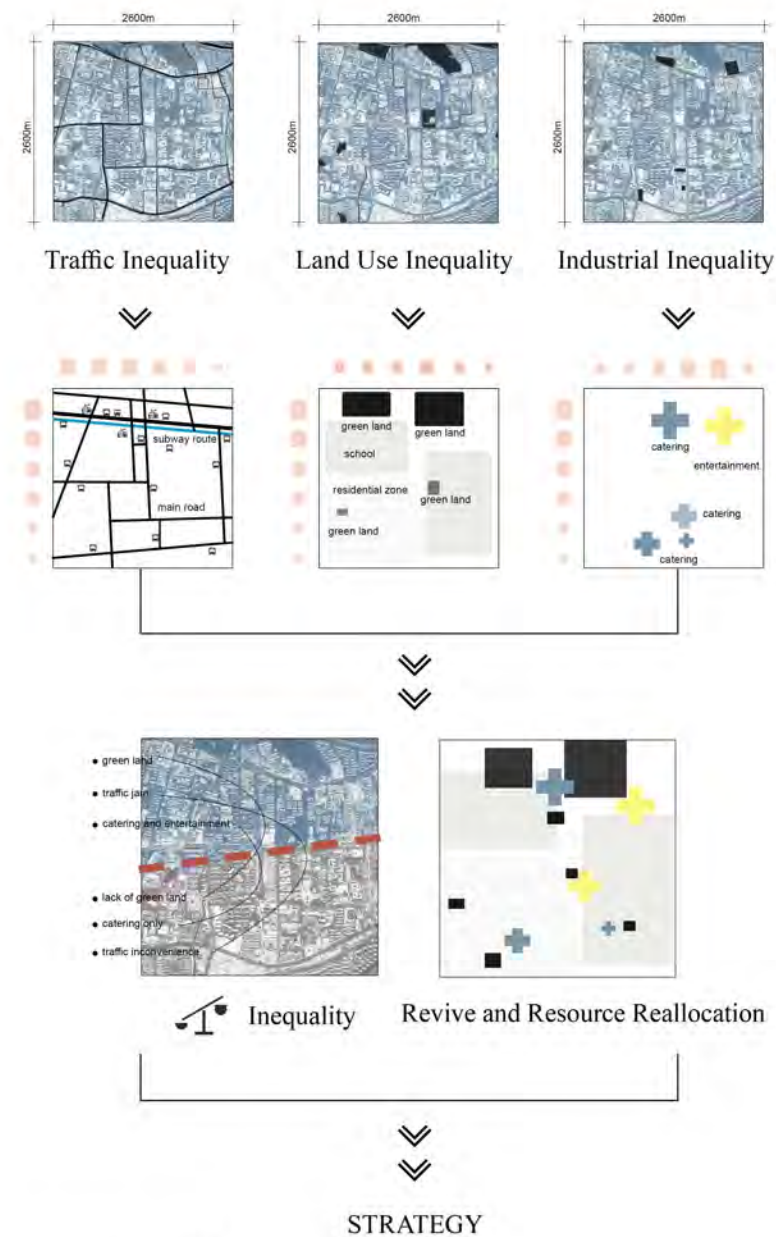 2600m
2600m
2600m
2600m
2600m
2600m
Traffic Inequality
Land Use Inequality
Industrial Inequality
subway route
main road
green land
green land
school
residential zone
green land
green land
catering
entertainment
catering
catering
green land
traffic jam
catering and entertainment
lack of green land
catering only
traffic inconvenience
Inequality
Revive and Resource Reallocation
STRATEGY